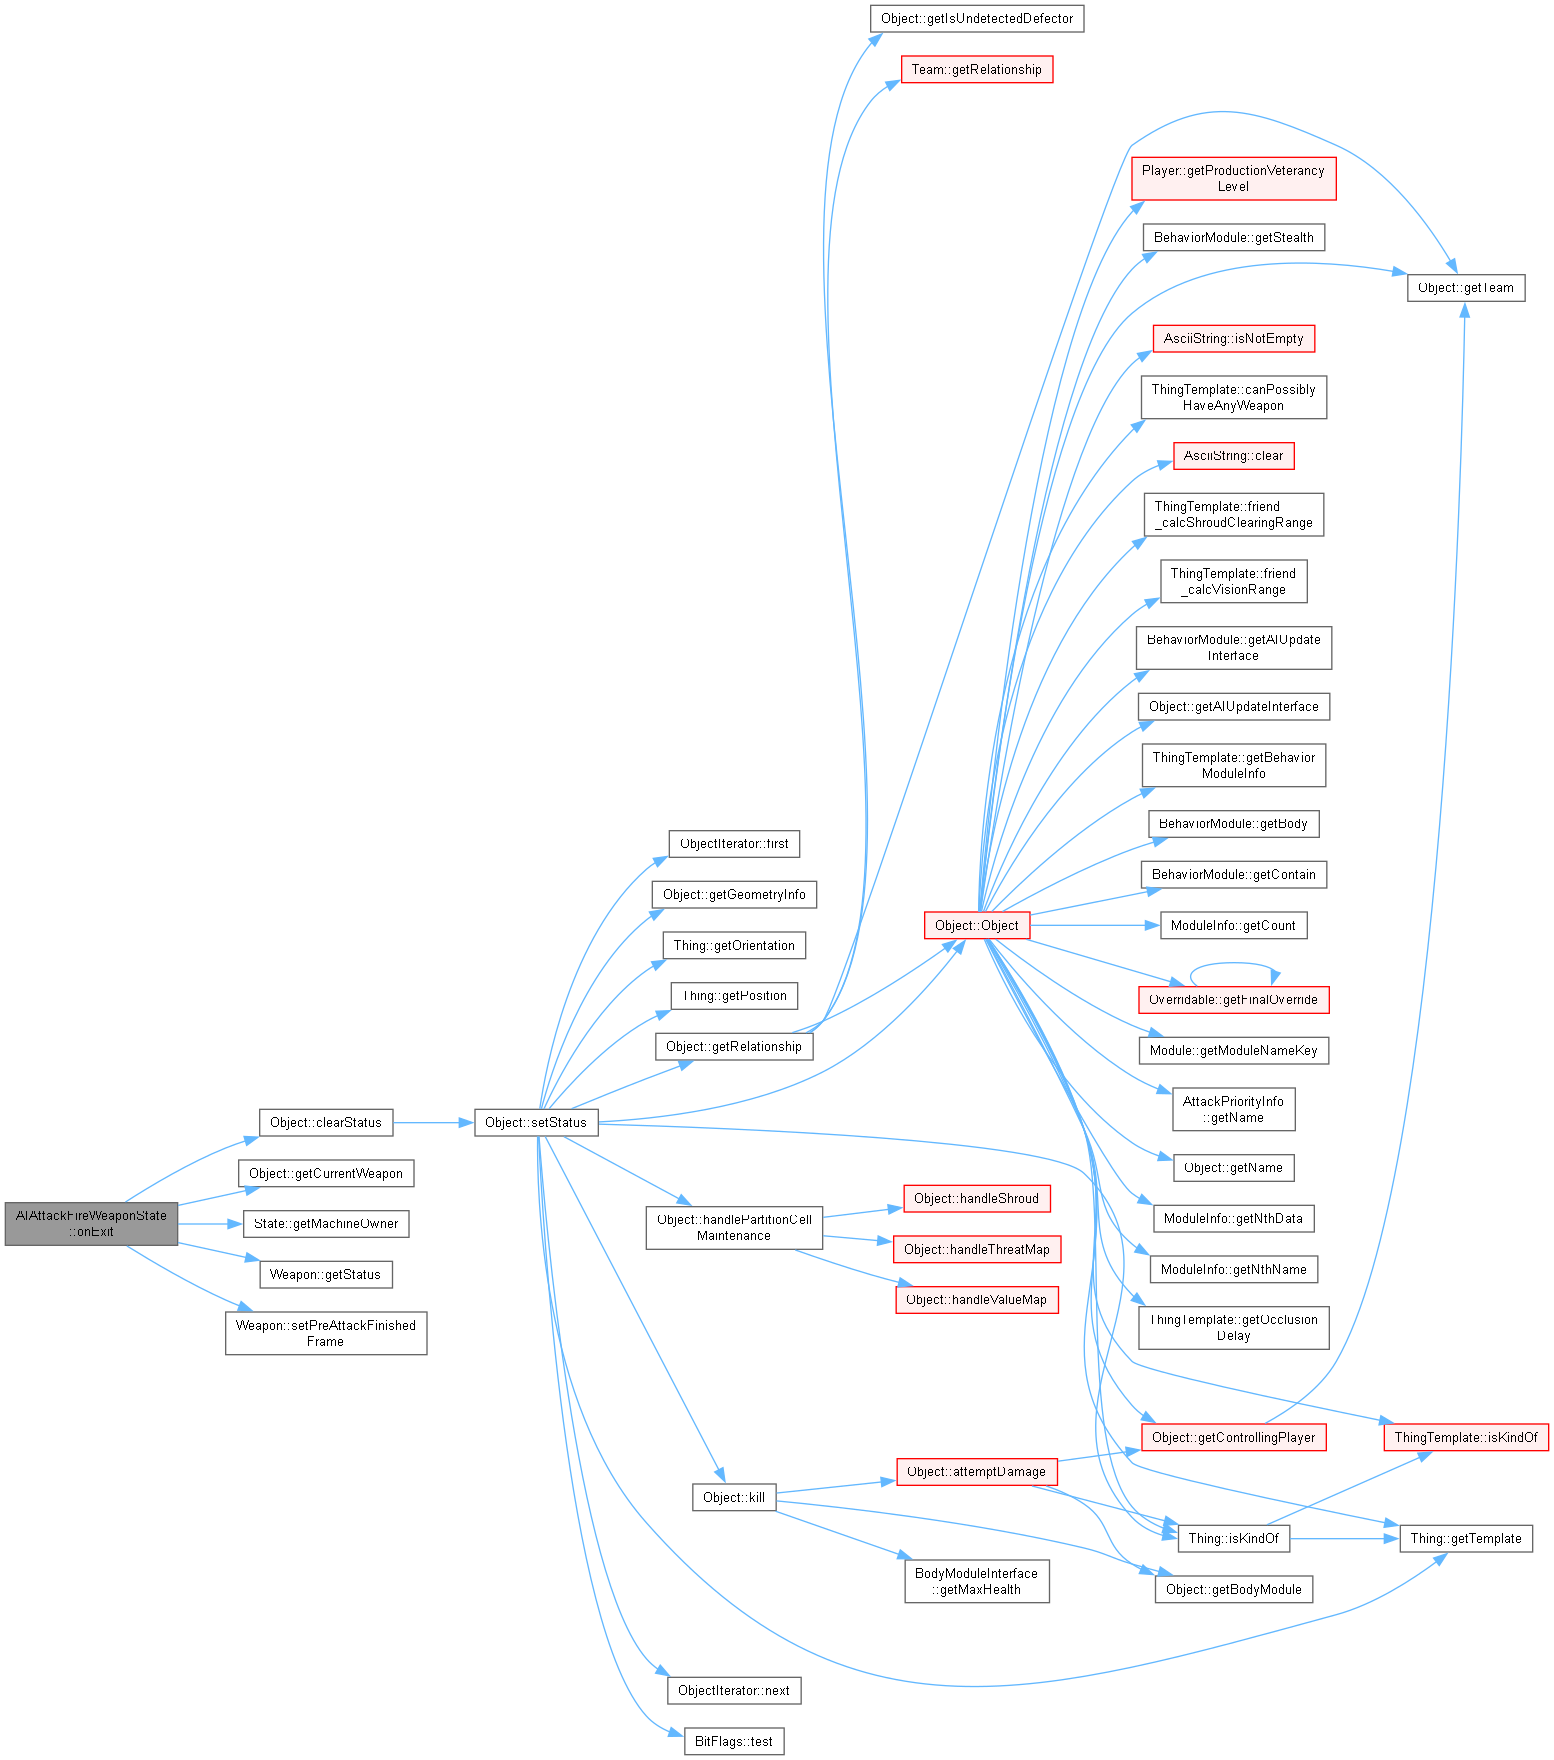 Object::getIsUndetectedDefector
Team::getRelationship
Player::getProductionVeterancy
Level
BehaviorModule::getStealth
Object::getTeam
AsciiString::isNotEmpty
ThingTemplate::canPossibly
HaveAnyWeapon
AsciiString::clear
ThingTemplate::friend
_calcShroudClearingRange
ThingTemplate::friend
_calcVisionRange
BehaviorModule::getAIUpdate
Interface
Object::getAIUpdateInterface
ThingTemplate::getBehavior
ModuleInfo
BehaviorModule::getBody
ObjectIterator::first
BehaviorModule::getContain
Object::getGeometryInfo
Object::Object
ModuleInfo::getCount
Thing::getOrientation
Thing::getPosition
Overridable::getFinalOverride
Object::getRelationship
Module::getModuleNameKey
AttackPriorityInfo
::getName
Object::clearStatus
Object::setStatus
Object::getName
Object::getCurrentWeapon
Object::handleShroud
AIAttackFireWeaponState
::onExit
State::getMachineOwner
Object::handlePartitionCell
Maintenance
ModuleInfo::getNthData
Object::handleThreatMap
Weapon::getStatus
ModuleInfo::getNthName
Object::handleValueMap
Weapon::setPreAttackFinished
Frame
ThingTemplate::getOcclusion
Delay
Object::getControllingPlayer
ThingTemplate::isKindOf
Object::attemptDamage
Object::kill
Thing::isKindOf
Thing::getTemplate
BodyModuleInterface
::getMaxHealth
Object::getBodyModule
ObjectIterator::next
BitFlags::test